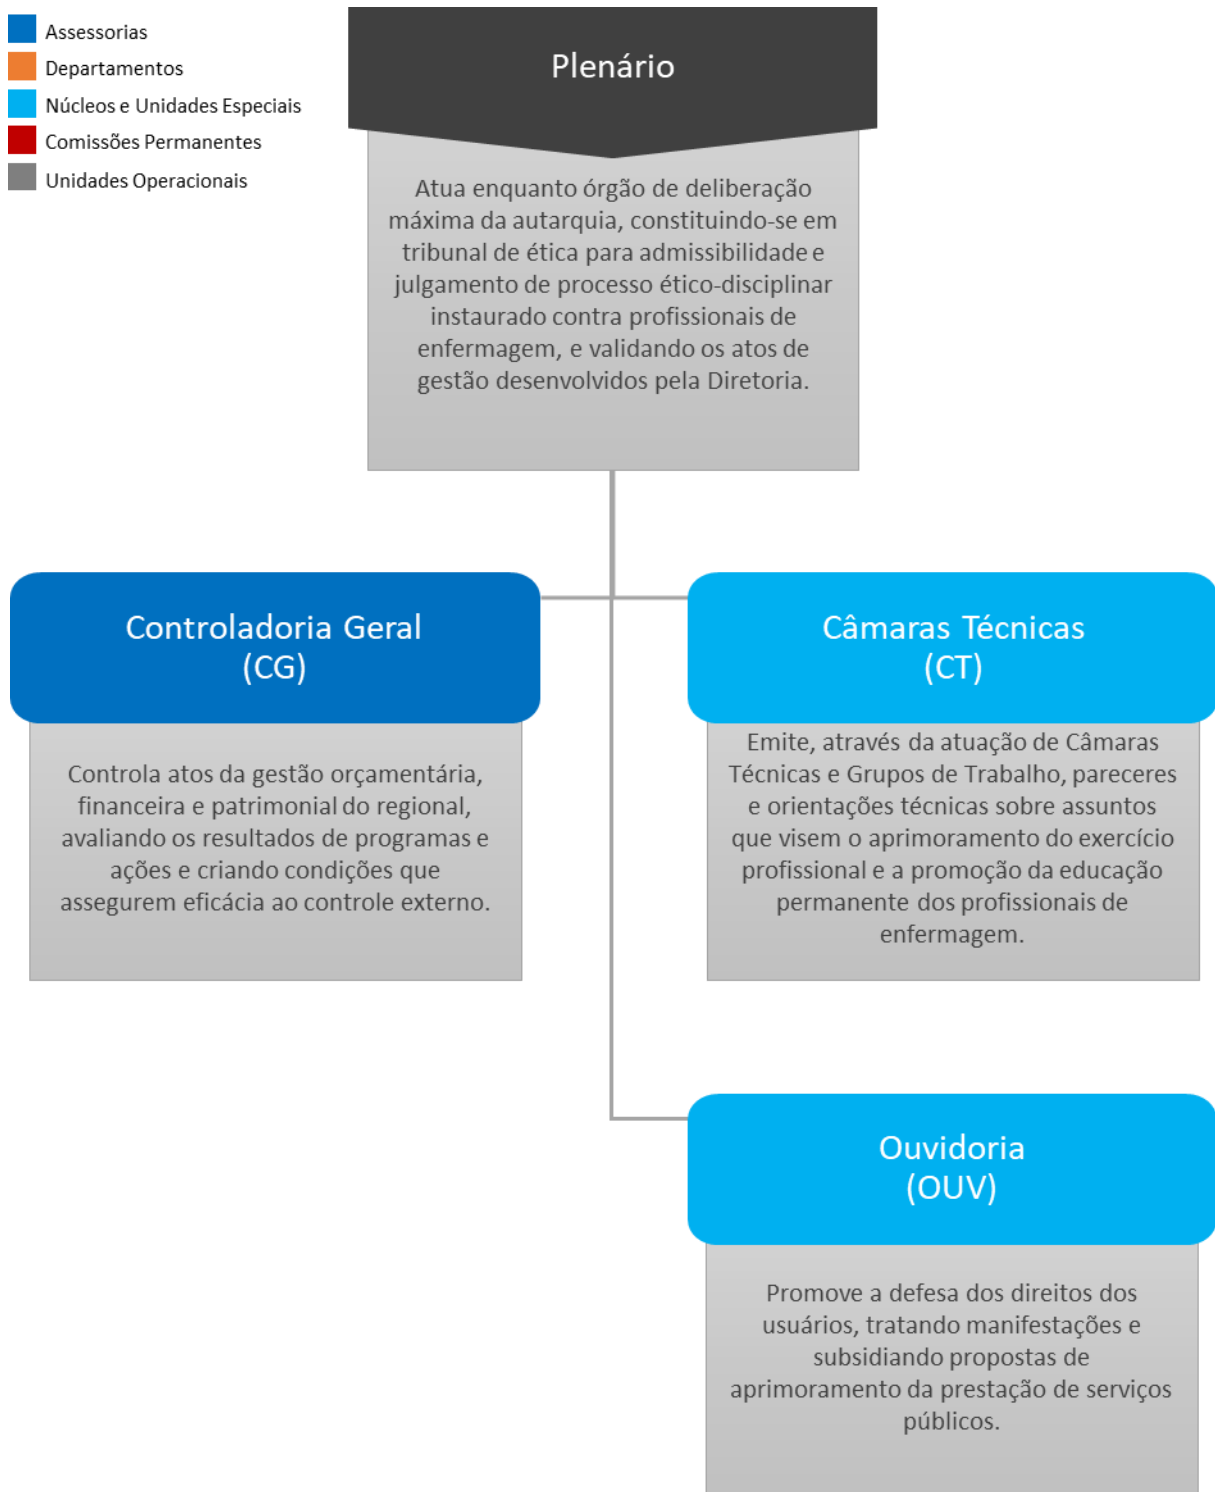 Assessorias
Departamentos
Núcleos e Unidades Especiais
Comissões Permanentes
Unidades Operacionais
Plenário
Atua enquanto órgão de deliberação
máxima da autarquia, constituindo-se em
tribunal de ética para admissibilidade e
julgamento de processo ético-disciplinar
instaurado contra profissionais de
enfermagem, e validando os atos de
gestão desenvolvidos pela Diretoria.
Controladoria Geral
(CG)
Controla atos da gestão orçamentária,
financeira e patrimonial do regional,
avaliando os resultados de programas e
ações e criando condições que
assegurem eficácia ao controle externo.
Câmaras Técnicas
(CT)
Emite, através da atuação de Câmaras
Técnicas e Grupos de Trabalho, pareceres
e orientações técnicas sobre assuntos
que visem o aprimoramento do exercício
profissional e a promoção da educação
permanente dos profissionais de
enfermagem.
Ouvidoria
(OUV)
Promove a defesa dos direitos dos
usuários, tratando manifestações e
subsidiando propostas de
aprimoramento da prestação de serviços
públicos.